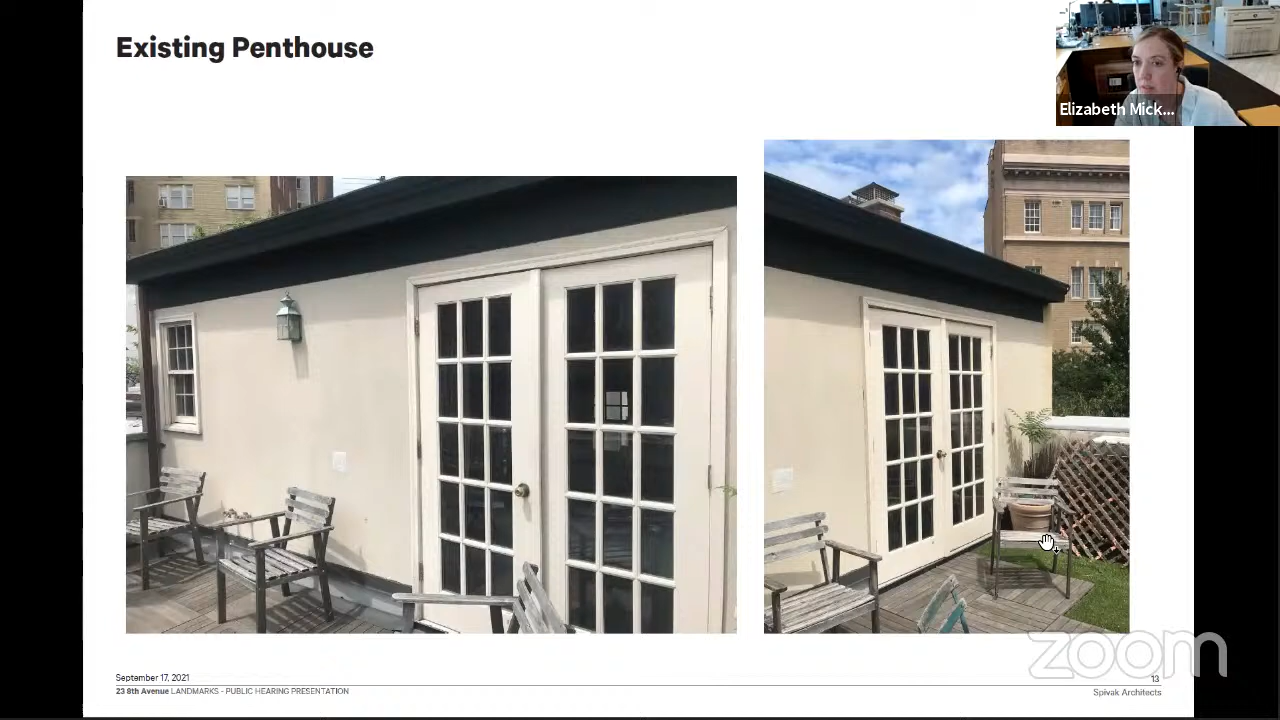 Existing Penthouse
Elizabeth Mick...
zoom
September 17, 2021
13
23 8th Avenue LANDMARKS - PUBLIC HEARING PRESENTATION
Spivak Architects